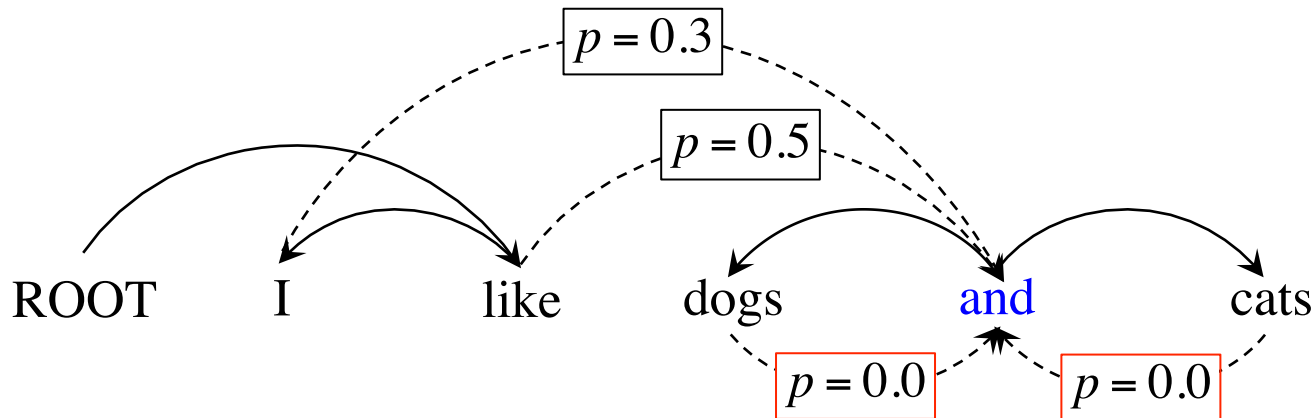 p = 0.3
p = 0.5
ROOT I like dogs and cats
p = 0.0 p = 0.0